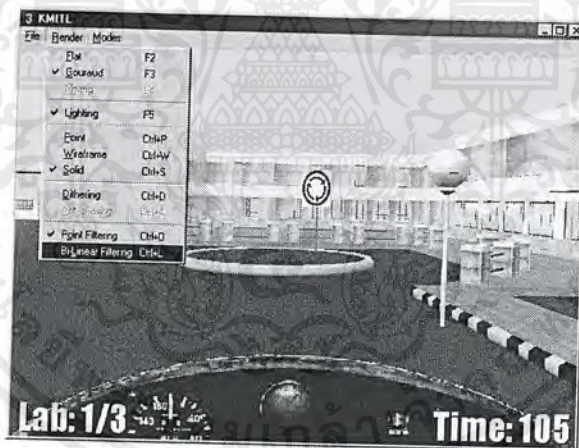 3 KMITL
File Render Modes
Flat F2
Gouraud F3
Lighting F5
Point Ctrl+P
Wireframe Ctrl+W
Solid Ctrl+S
Dithering Ctrl+D
Point Filtering Ctrl+O
Bi-Linear Filtering Ctrl+L
Lab: 1/3
Time: 105